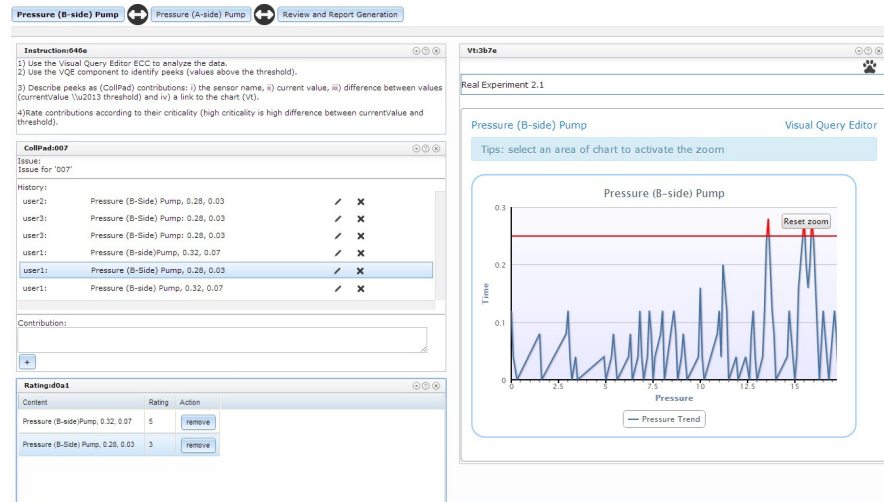 Pressure (B-side) Pump Pressure (A-side) Pump Review and Report Generation
Instruction:646e
1) Use the Visual Query Editor ECC to analyze the data.
2) Use the VQE component to identify peeks (values above the threshold).
3) Describe peeks as (CollPad) contributions: i) the sensor name, ii) current value, iii) difference between values
(currentValue \\u2013 threshold) and iv) a link to the chart (Vt).
4)Rate contributions according to their criticality (high criticality is high difference between currentValue and
threshold).
CollPad:007
Issue:
Issue for '007'
History:
user2: Pressure (B-Side) Pump, 0.28, 0.03
user3: Pressure (B-Side) Pump: 0.28, 0.03
user3: Pressure (B-Side) Pump: 0.28, 0.03
user1: Pressure (B-side)Pump, 0.32, 0.07
user1: Pressure (B-Side) Pump, 0.28, 0.03
user1: Pressure (B-side) Pump, 0.32, 0.07
Contribution:
+
Rating:d0a1
Content Rating Action
Pressure (B-side)Pump, 0.32, 0.07 5 remove
Pressure (B-Side) Pump, 0.28, 0.03 3 remove
Vt:3b7e
Real Experiment 2.1
Pressure (B-side) Pump Visual Query Editor
Tips: select an area of chart to activate the zoom
Pressure (B-side) Pump
Reset zoom
0.3
0.2
0.1
0
Time
0 2.5 5 7.5 10 12.5 15
Pressure
Pressure Trend